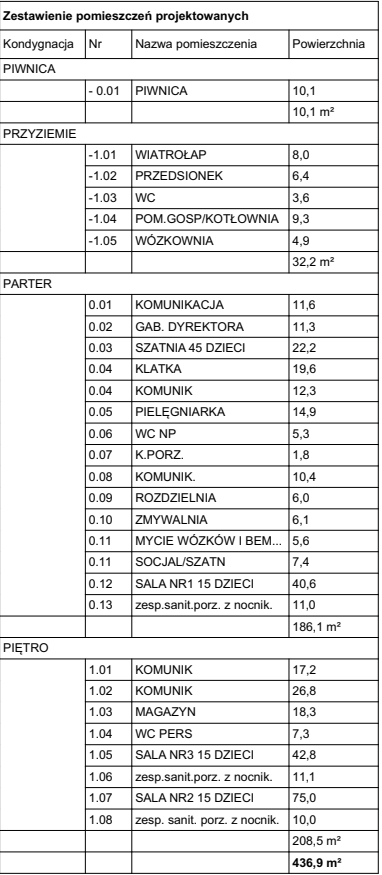 Zestawienie pomieszczeń projektowanych
Kondygnacja Nr Nazwa pomieszczenia Powierzchnia
PIWNICA
- 0.01 PIWNICA 10,1
10,1 m²
PRZYZIEMIE
-1.01 WIATROŁAP 8,0
-1.02 PRZEDSIONEK 6,4
-1.03 WC 3,6
-1.04 POM.GOSP/KOTŁOWNIA 9,3
-1.05 WÓZKOWNIA 4,9
32,2 m²
PARTER
0.01 KOMUNIKACJA 11,6
0.02 GAB. DYREKTORA 11,3
0.03 SZATNIA 45 DZIECI 22,2
0.04 KLATKA 19,6
0.04 KOMUNIK 12,3
0.05 PIELĘGNIARKA 14,9
0.06 WC NP 5,3
0.07 K.PORZ. 1,8
0.08 KOMUNIK. 10,4
0.09 ROZDZIELNIA 6,0
0.10 ZMYWALNIA 6,1
0.11 MYCIE WÓZKÓW I BEM... 5,6
0.11 SOCJAL/SZATN 7,4
0.12 SALA NR1 15 DZIECI 40,6
0.13 zesp.sanit.porz. z nocnik. 11,0
186,1 m²
PIĘTRO
1.01 KOMUNIK 17,2
1.02 KOMUNIK 26,8
1.03 MAGAZYN 18,3
1.04 WC PERS 7,3
1.05 SALA NR3 15 DZIECI 42,8
1.06 zesp.sanit.porz. z nocnik. 11,1
1.07 SALA NR2 15 DZIECI 75,0
1.08 zesp. sanit. porz. z nocnik. 10,0
208,5 m²
436,9 m²